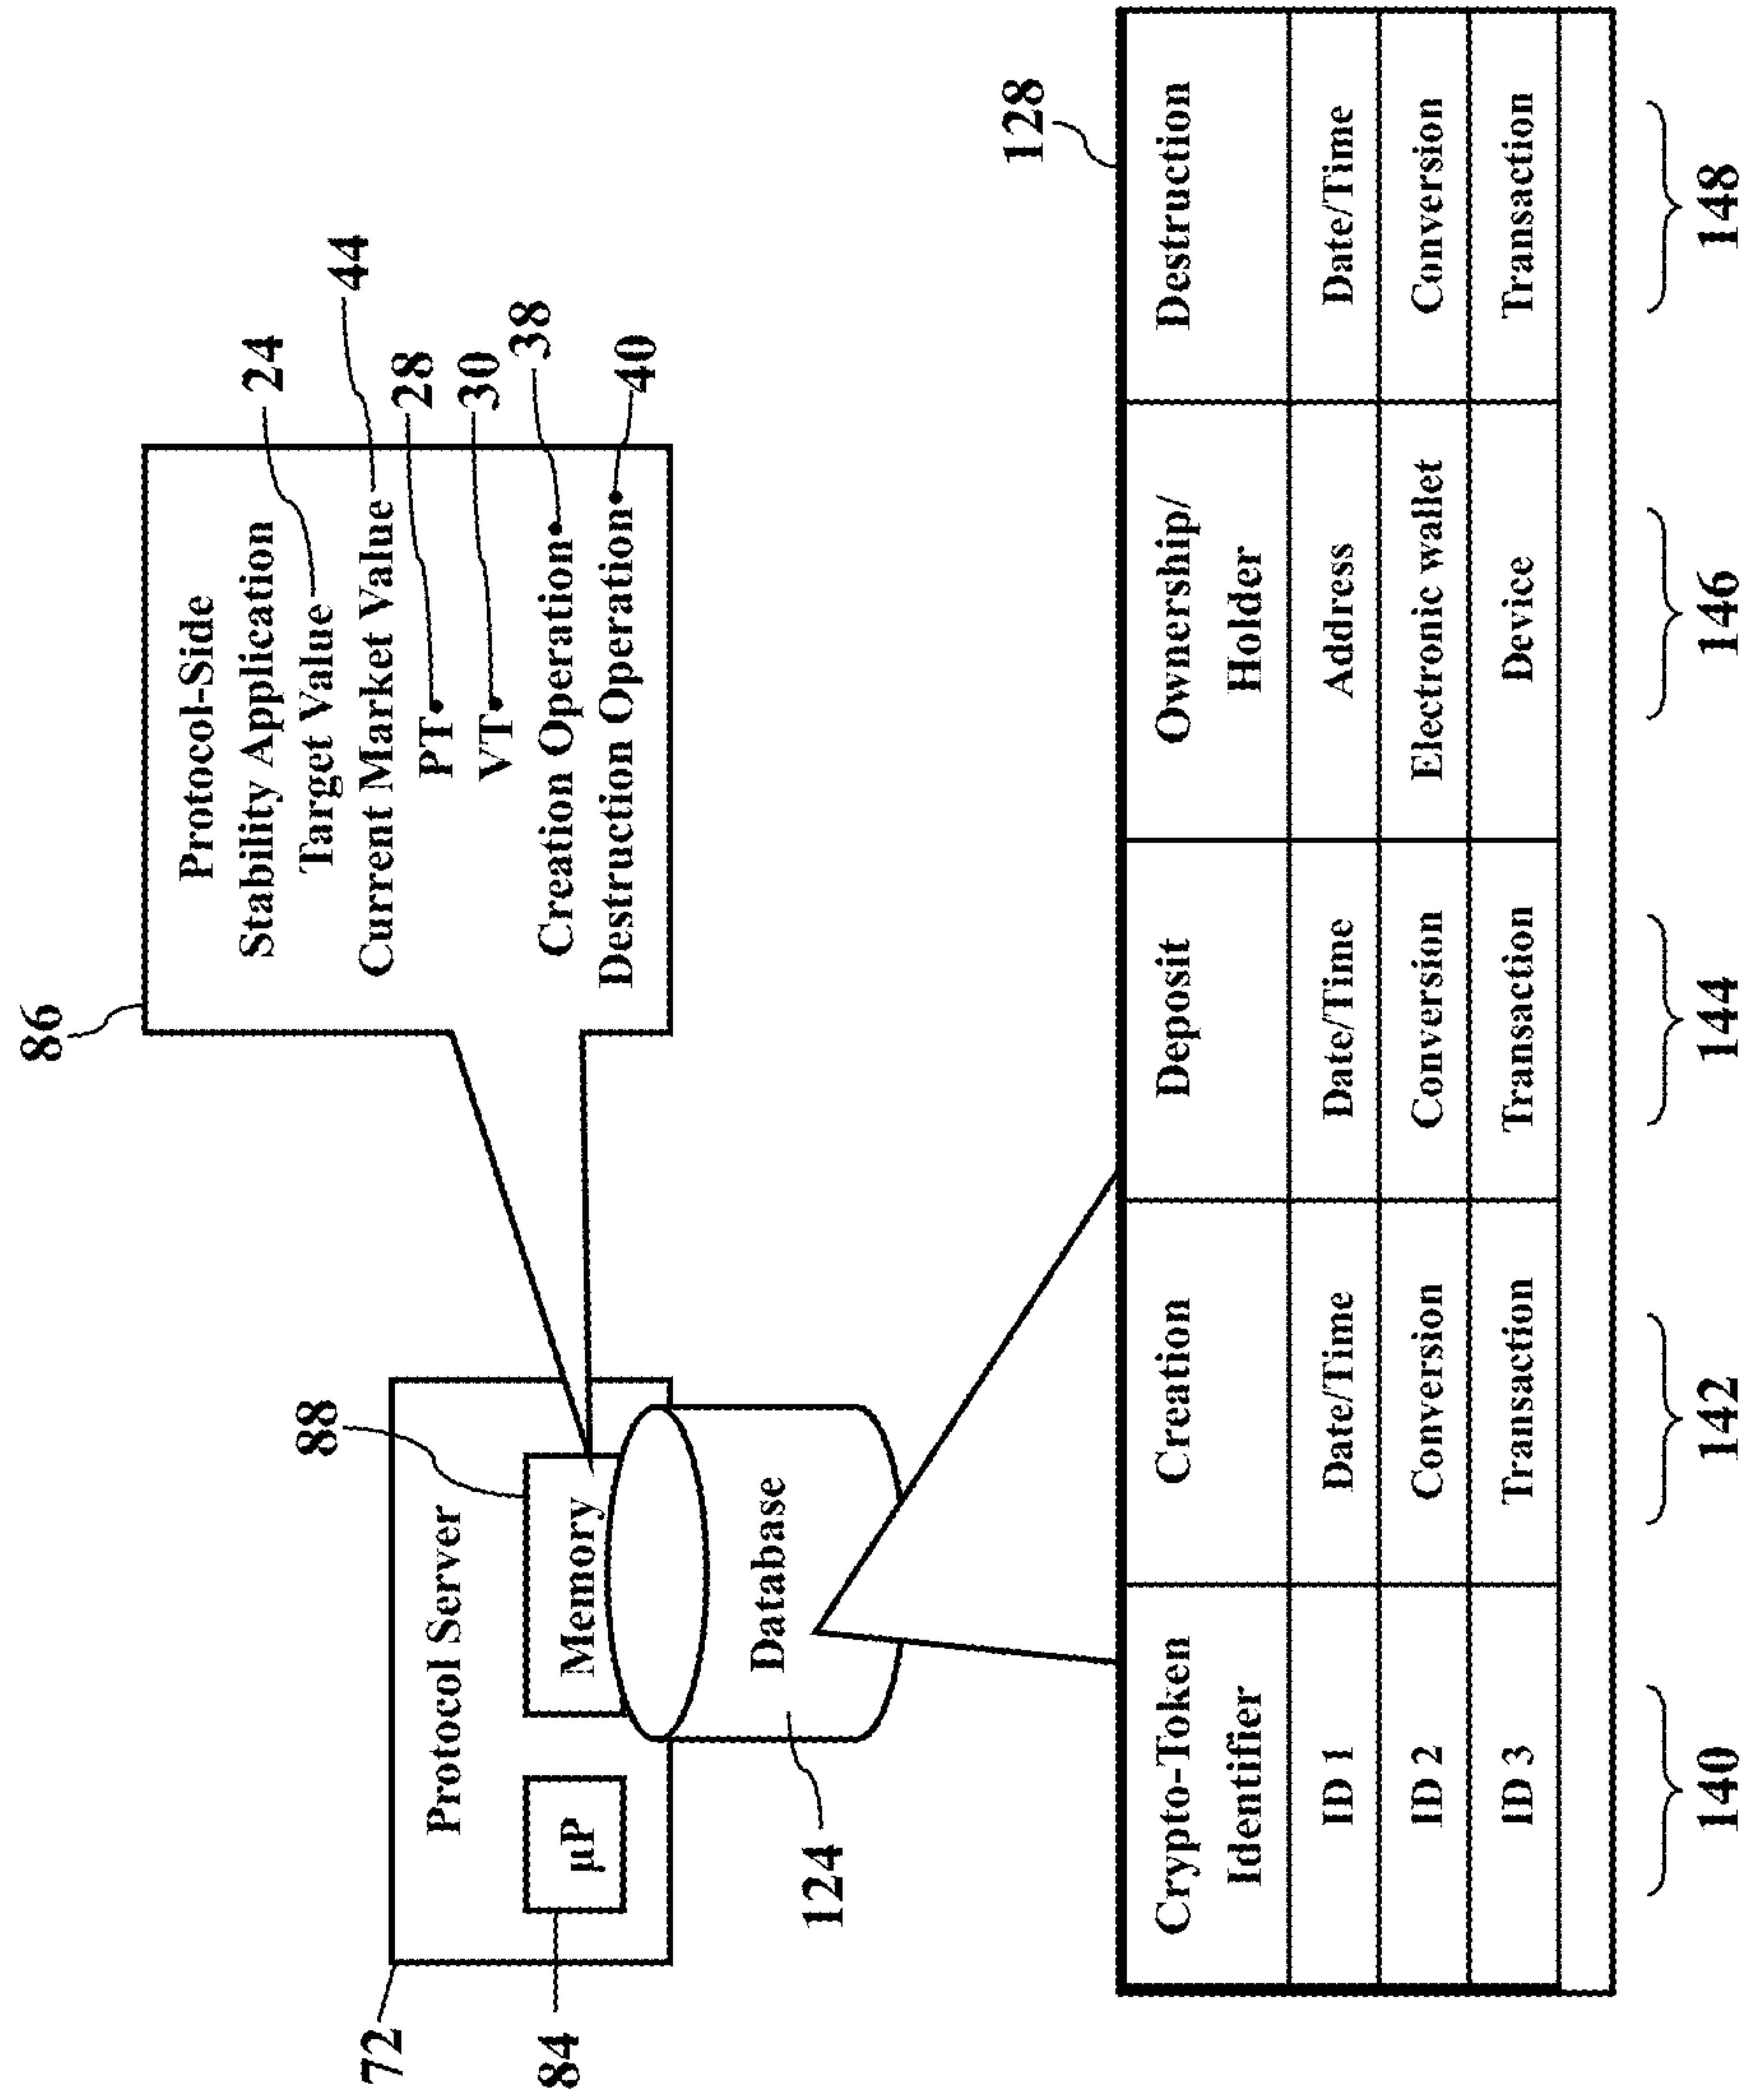 86
Protocol-Side
Stability Application
Target Value 24
Current Market Value 44
PT 28
VT 30
Creation Operation 38
Destruction Operation 40
72
Protocol Server
88
84
µP
Memory
Database
124
128
Crypto-Token Identifier Creation Deposit Ownership/ Holder Destruction
ID 1 Date/Time Date/Time Address Date/Time
ID 2 Conversion Conversion Electronic wallet Conversion
ID 3 Transaction Transaction Device Transaction
140 142 144 146 148